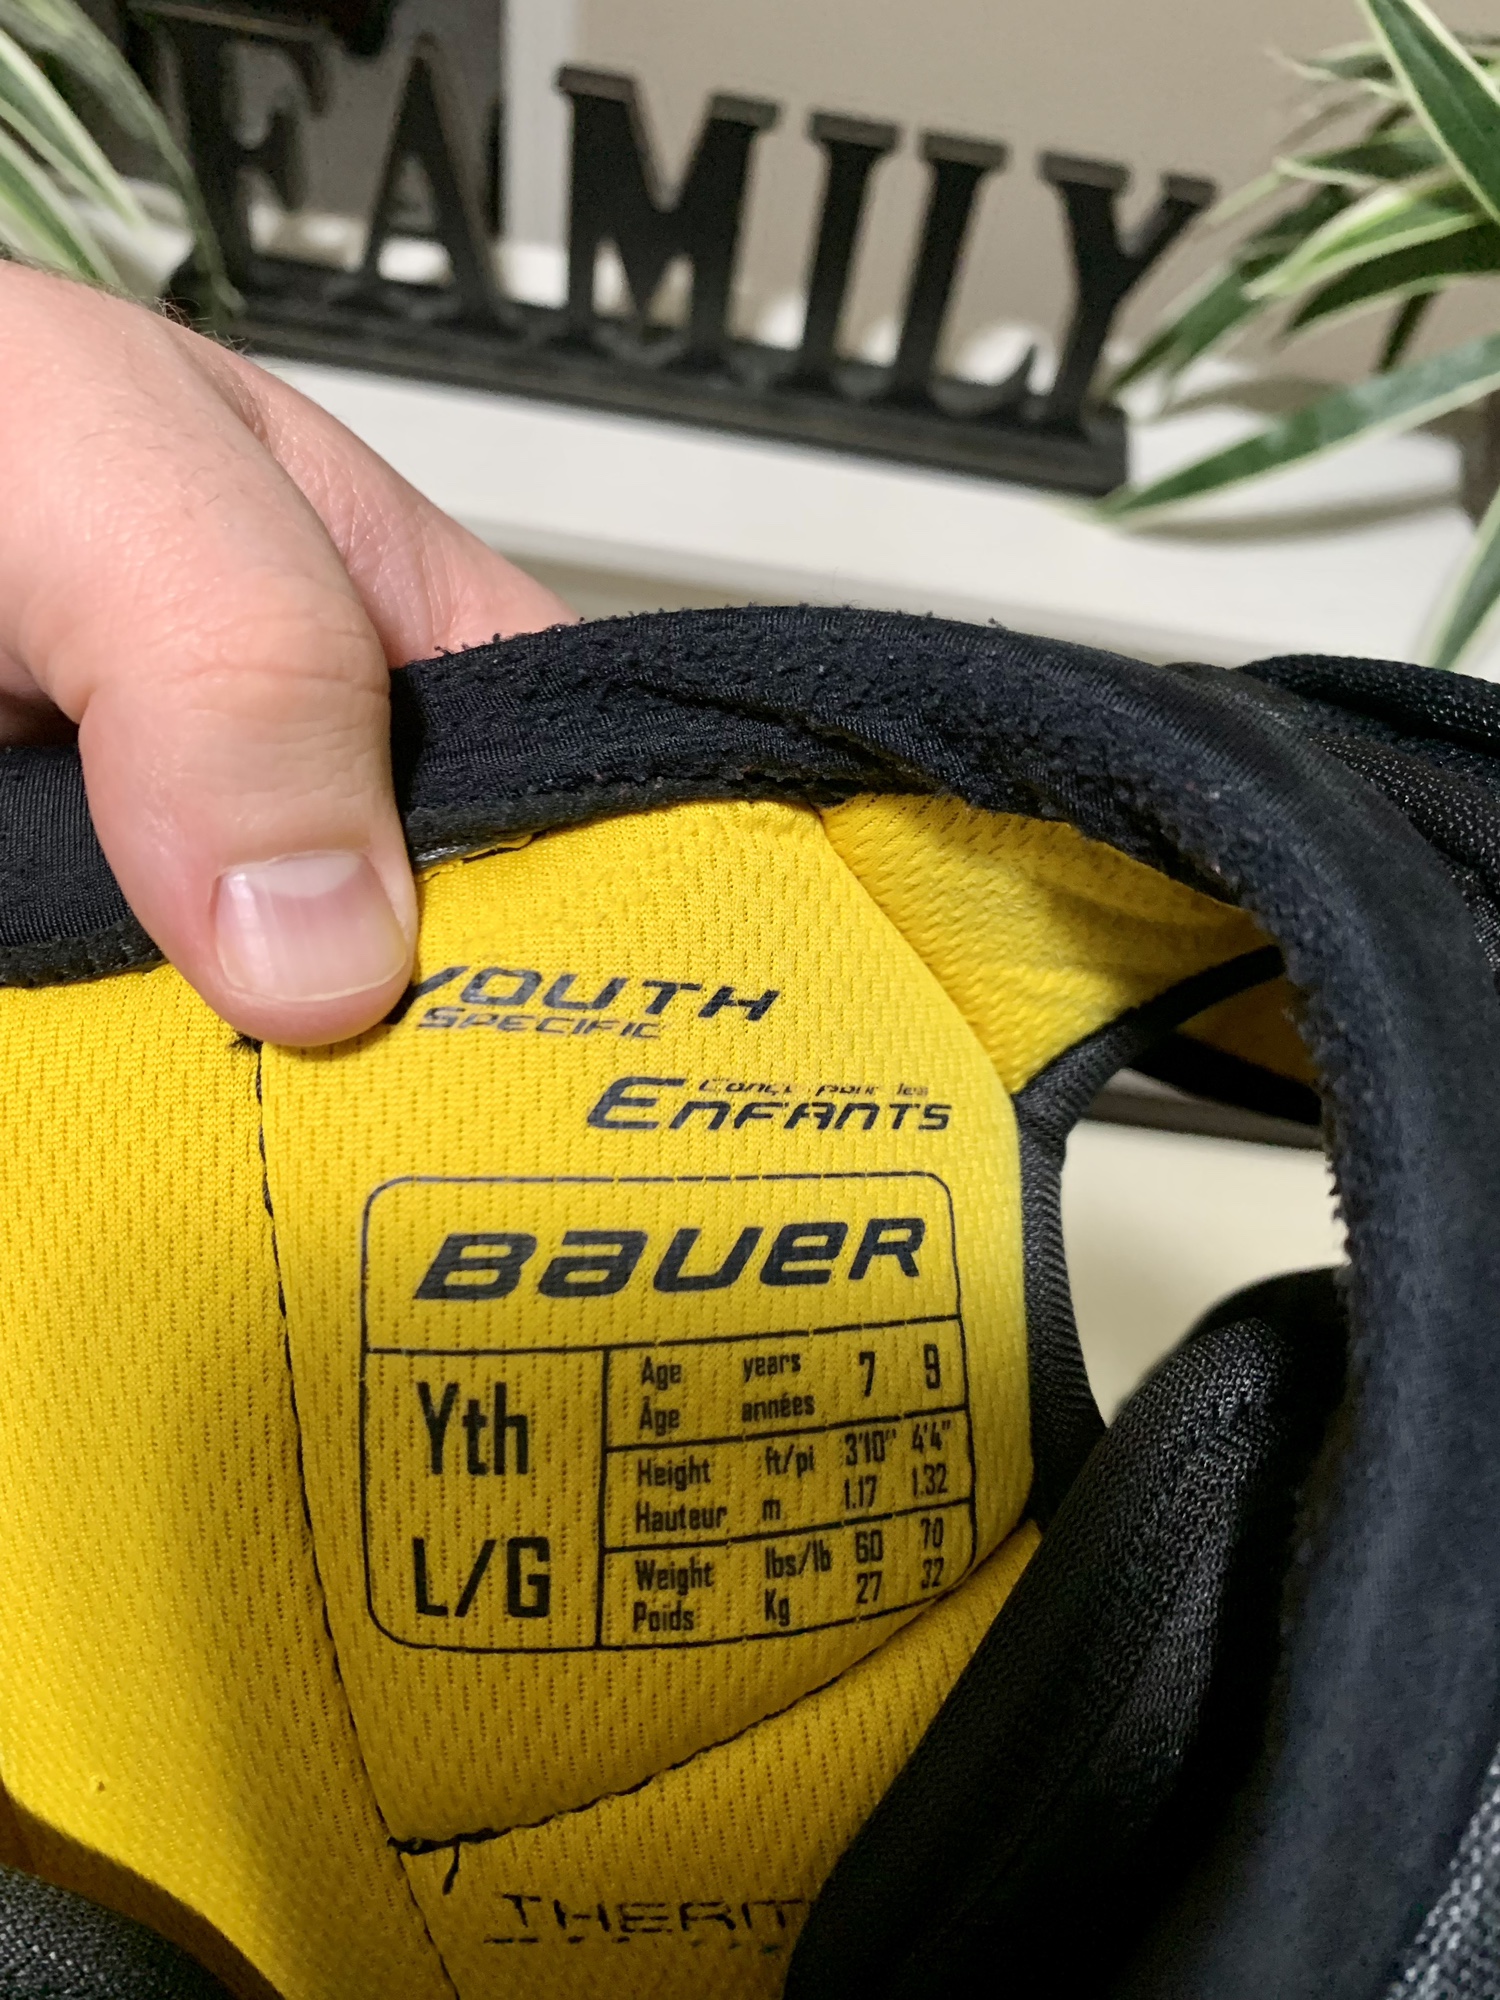 FAMILY
YOUTH
SPECIFIC
Conçu pour les
ENFANTS
BAUER
Yth
L/G
Age years 7 9
Âge années
Height ft/pi 3'10" 4'4"
Hauteur m 1.17 1.32
Weight lbs/lb 60 70
Poids Kg 27 32